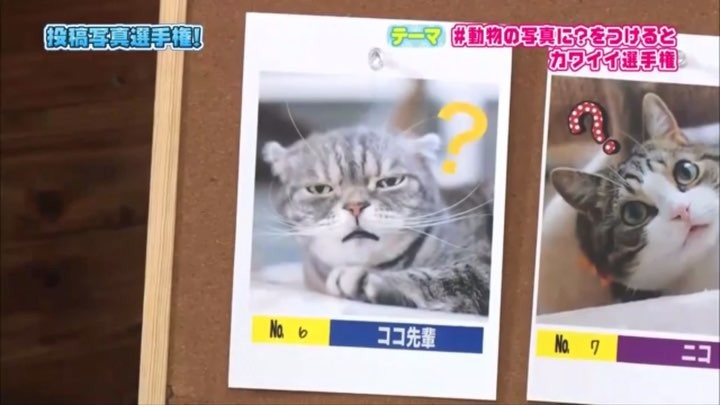 投稿写真選手権!
テーマ #動物の写真に?をつけると
カワイイ選手権
?
?
No. 6 ココ先輩
No. 7 ニコ